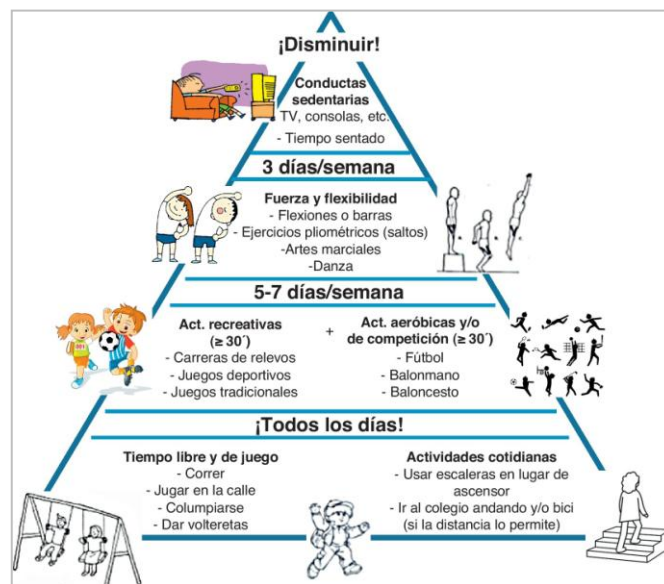 ¡Disminuir!
Conductas
sedentarias
TV, consolas, etc.
- Tiempo sentado
3 días/semana
Fuerza y flexibilidad
- Flexiones o barras
- Ejercicios pliométricos (saltos)
-Artes marciales
-Danza
5-7 días/semana
Act. recreativas
(≥ 30´)
- Carreras de relevos
- Juegos deportivos
- Juegos tradicionales
+
Act. aeróbicas y/o
de competición (≥ 30´)
- Fútbol
- Balonmano
- Baloncesto
¡Todos los días!
Tiempo libre y de juego
- Correr
- Jugar en la calle
- Columpiarse
- Dar volteretas
Actividades cotidianas
- Usar escaleras en lugar de
ascensor
- Ir al colegio andando y/o bici
(si la distancia lo permite)